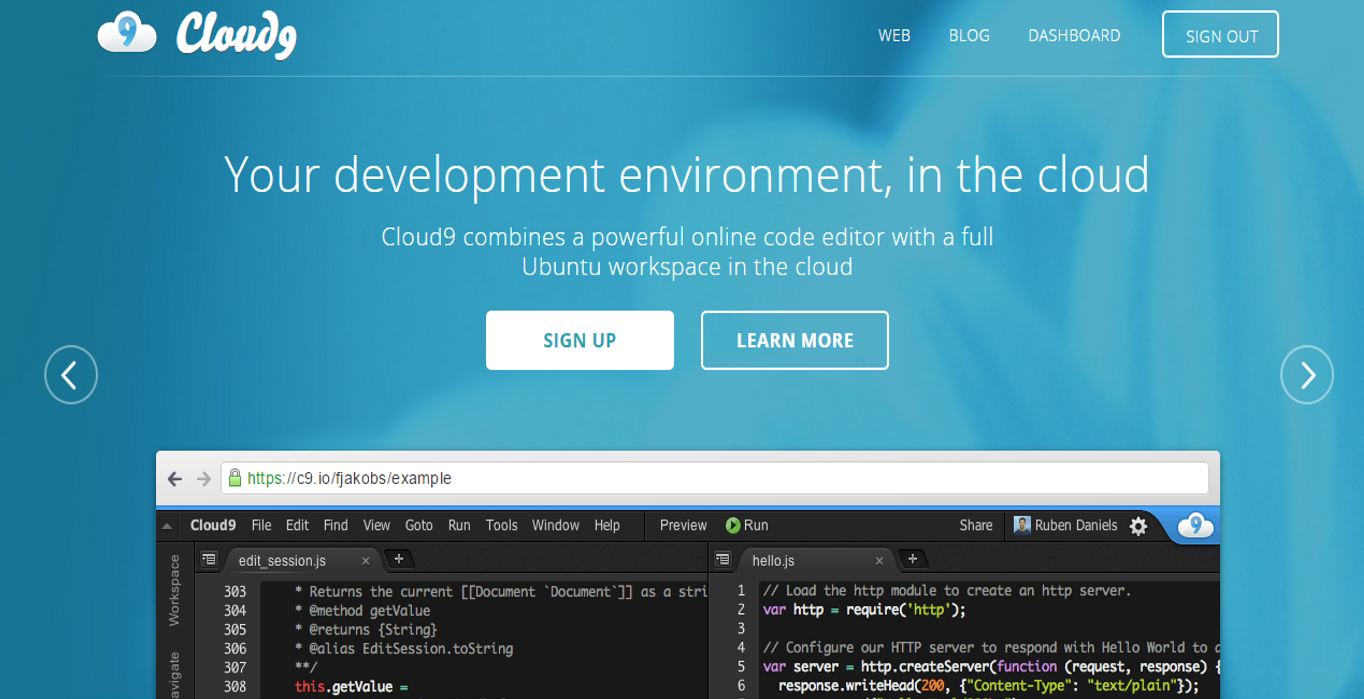 9 Cloud9
WEB BLOG DASHBOARD SIGN OUT
Your development environment, in the cloud
Cloud9 combines a powerful online code editor with a full
Ubuntu workspace in the cloud
SIGN UP LEARN MORE
https://c9.io/fjakobs/example
Cloud9 File Edit Find View Goto Run Tools Window Help Preview Run Share Ruben Daniels 9
Workspace
avigate
edit_session.js × +
303 * Returns the current [[Document `Document`]] as a stri
304 * @method getValue
305 * @returns {String}
306 * @alias EditSession.toString
307 **/
308 this.getValue =
hello.js × +
1 // Load the http module to create an http server.
2 var http = require('http');
3
4 // Configure our HTTP server to respond with Hello World to a
5 var server = http.createServer(function (request, response) {
6 response.writeHead(200, {"Content-Type": "text/plain"});